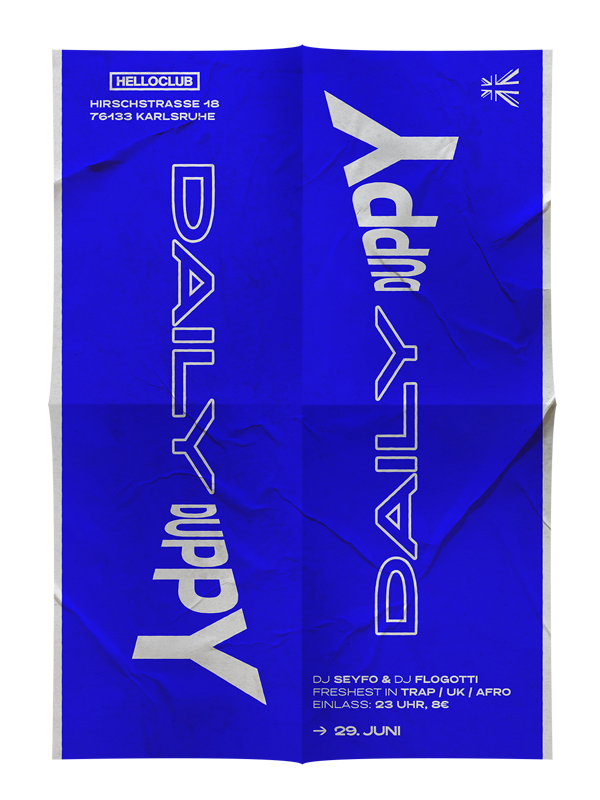 HELLOCLUB
HIRSCHSTRASSE 18
76133 KARLSRUHE
DAILY DUPPY
DAILY DUPPY
DJ SEYFO & DJ FLOGOTTI
FRESHEST IN TRAP / UK / AFRO
EINLASS: 23 UHR, 8€
→ 29. JUNI